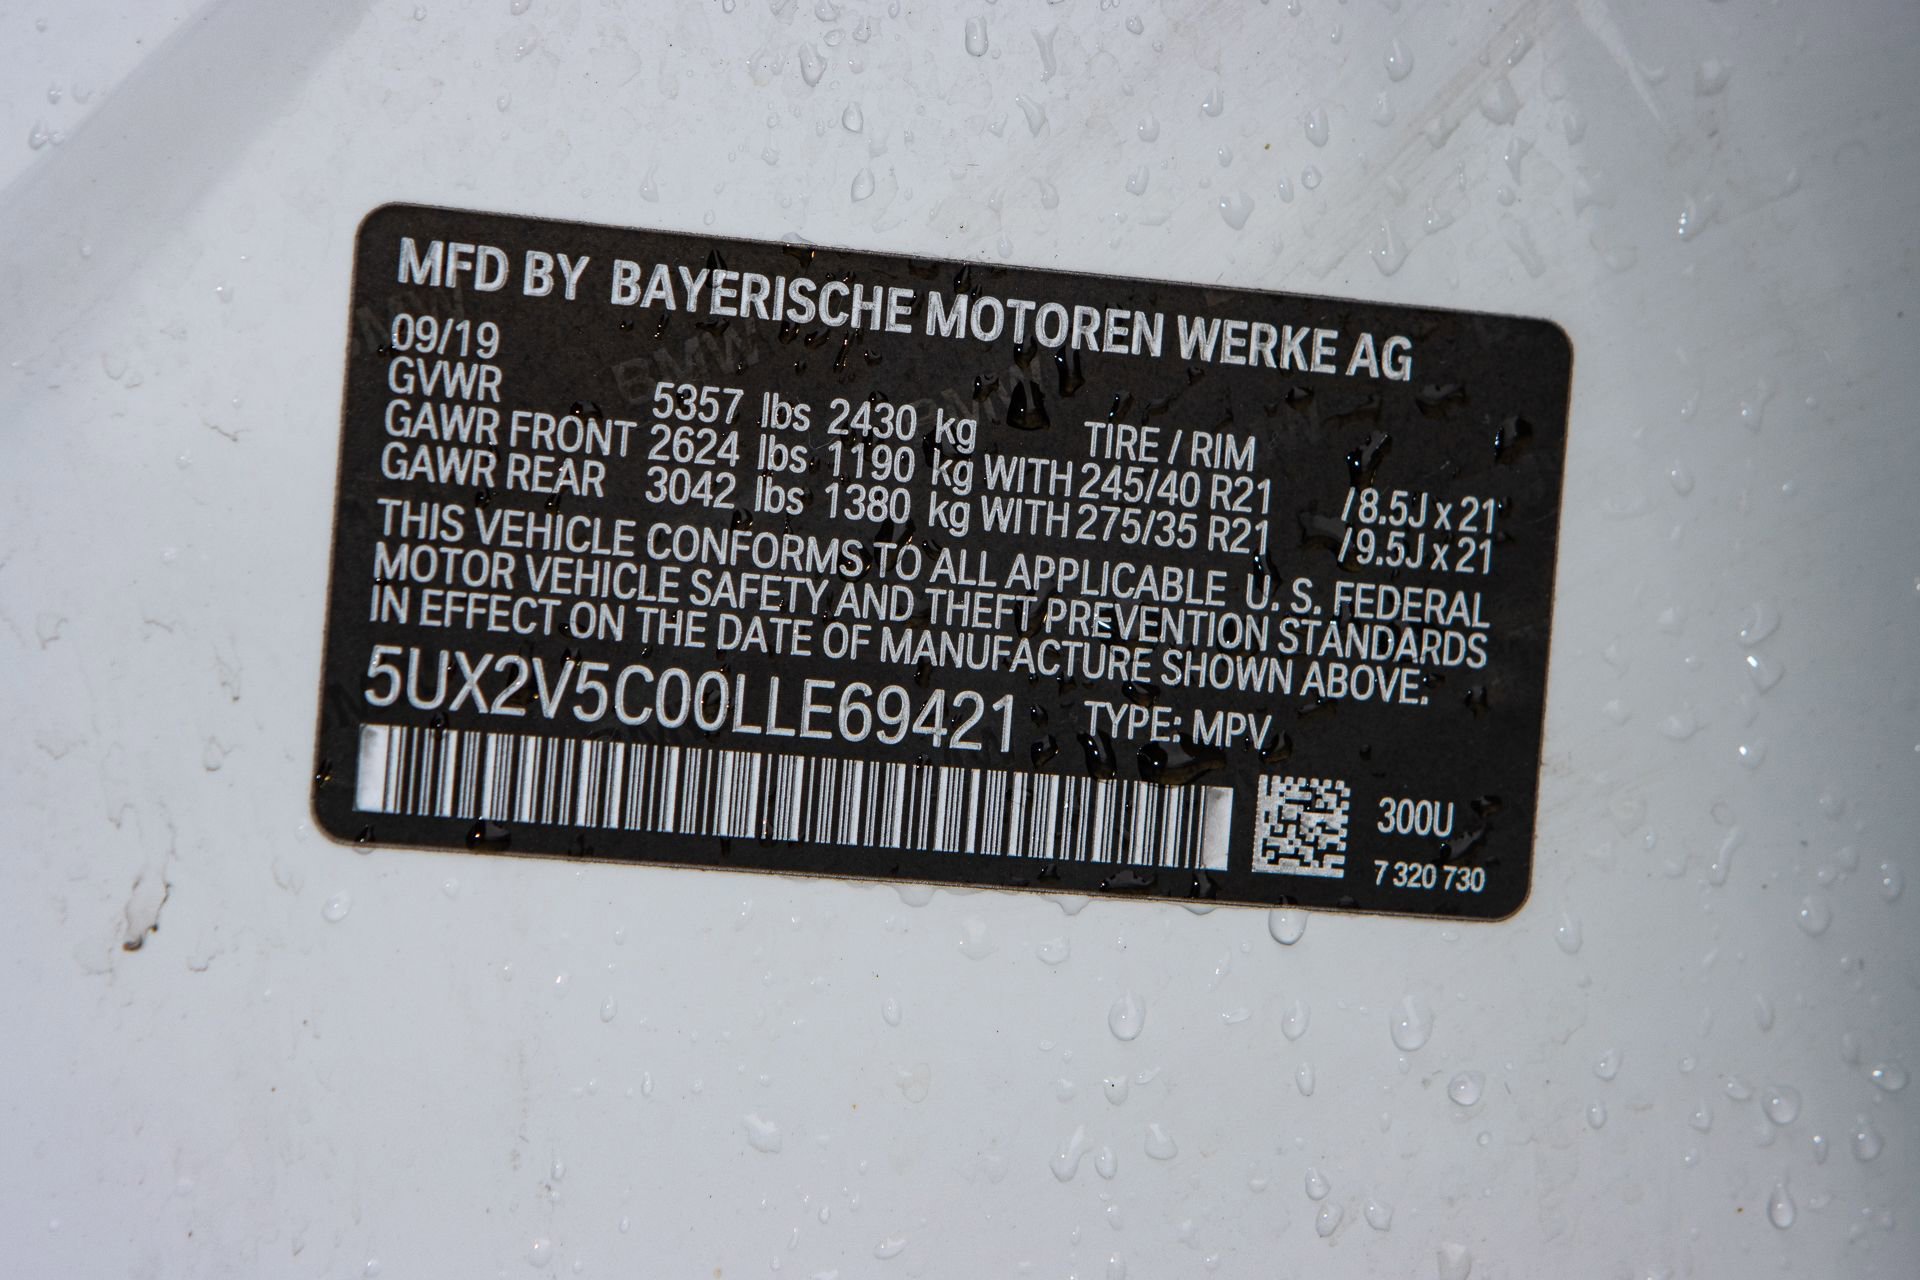 MFD BY BAYERISCHE MOTOREN WERKE AG
09/19
GVWR 5357 lbs 2430 kg TIRE / RIM
GAWR FRONT 2624 lbs 1190 kg WITH 245/40 R21 /8.5J x 21
GAWR REAR 3042 lbs 1380 kg WITH 275/35 R21 /9.5J x 21
THIS VEHICLE CONFORMS TO ALL APPLICABLE U. S. FEDERAL
MOTOR VEHICLE SAFETY AND THEFT PREVENTION STANDARDS
IN EFFECT ON THE DATE OF MANUFACTURE SHOWN ABOVE.
5UX2V5C00LLE69421 TYPE: MPV
300U
7 320 730